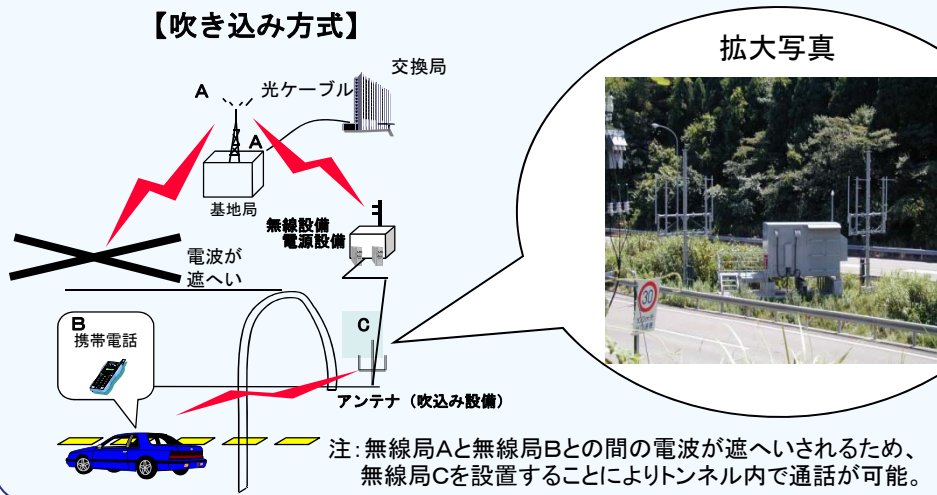 【吹き込み方式】
拡大写真
交換局
A
光ケーブル
A
基地局
無線設備
電源設備
電波が
遮へい
B
携帯電話
C
アンテナ（吹込み設備）
30
注：無線局Aと無線局Bとの間の電波が遮へいされるため、
無線局Cを設置することによりトンネル内で通話が可能。